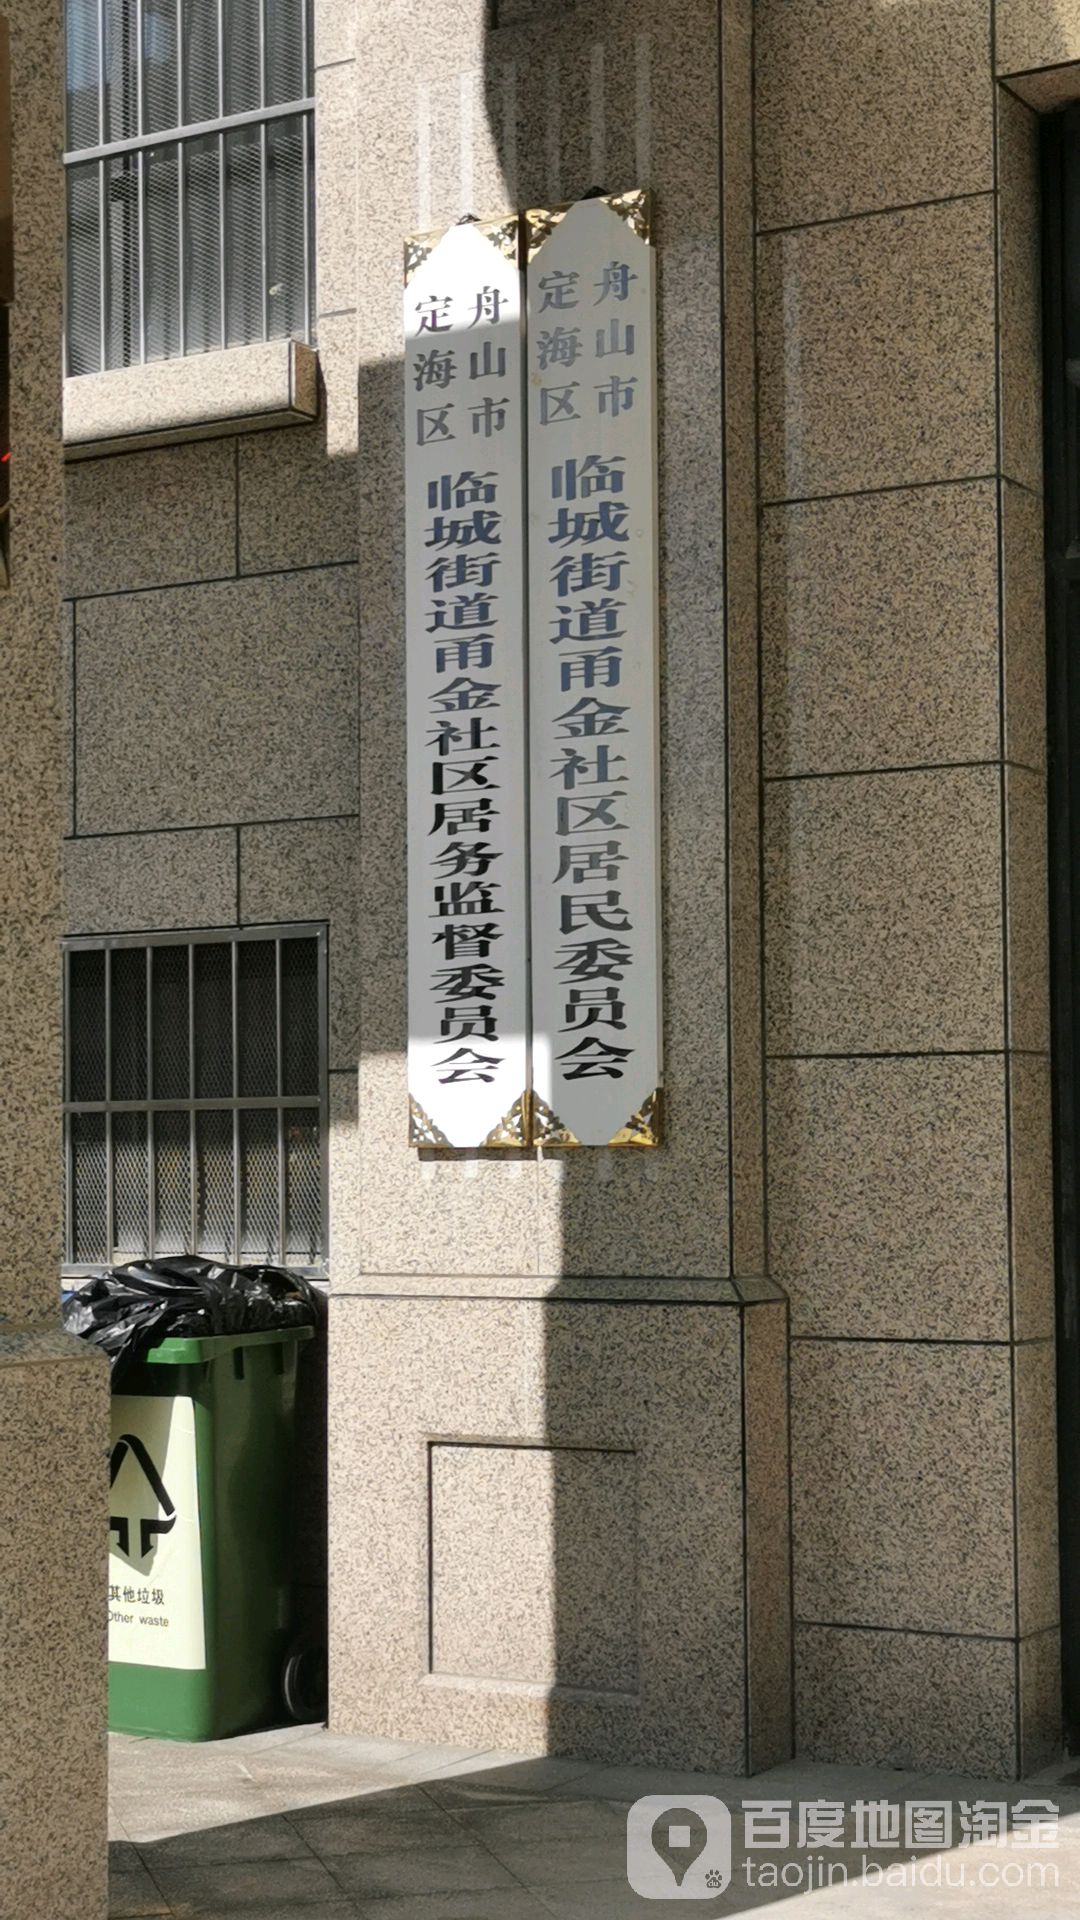 舟山市
定海区
临城街道甬金社区居民委员会
舟山市
定海区
临城街道甬金社区居务监督委员会
其他垃圾
Other waste
百度地图淘金
taojin.baidu.com